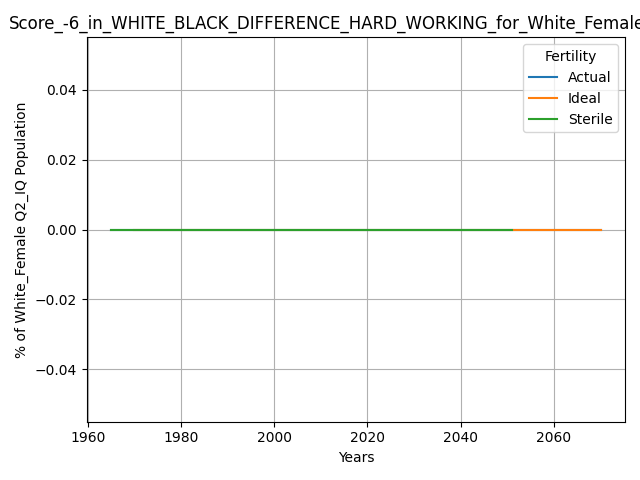 Score_-6_in_WHITE_BLACK_DIFFERENCE_HARD_WORKING_for_White_Female
Fertility
Actual
Ideal
Sterile
0.04
0.02
0.00
−0.02
−0.04
% of White_Female Q2_IQ Population
1960 1980 2000 2020 2040 2060
Years